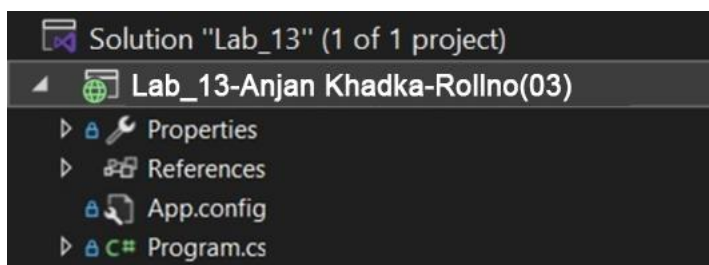 Solution "Lab_13" (1 of 1 project)
Lab_13-Anjan Khadka-Rollno(03)
Properties
References
App.config
C# Program.cs